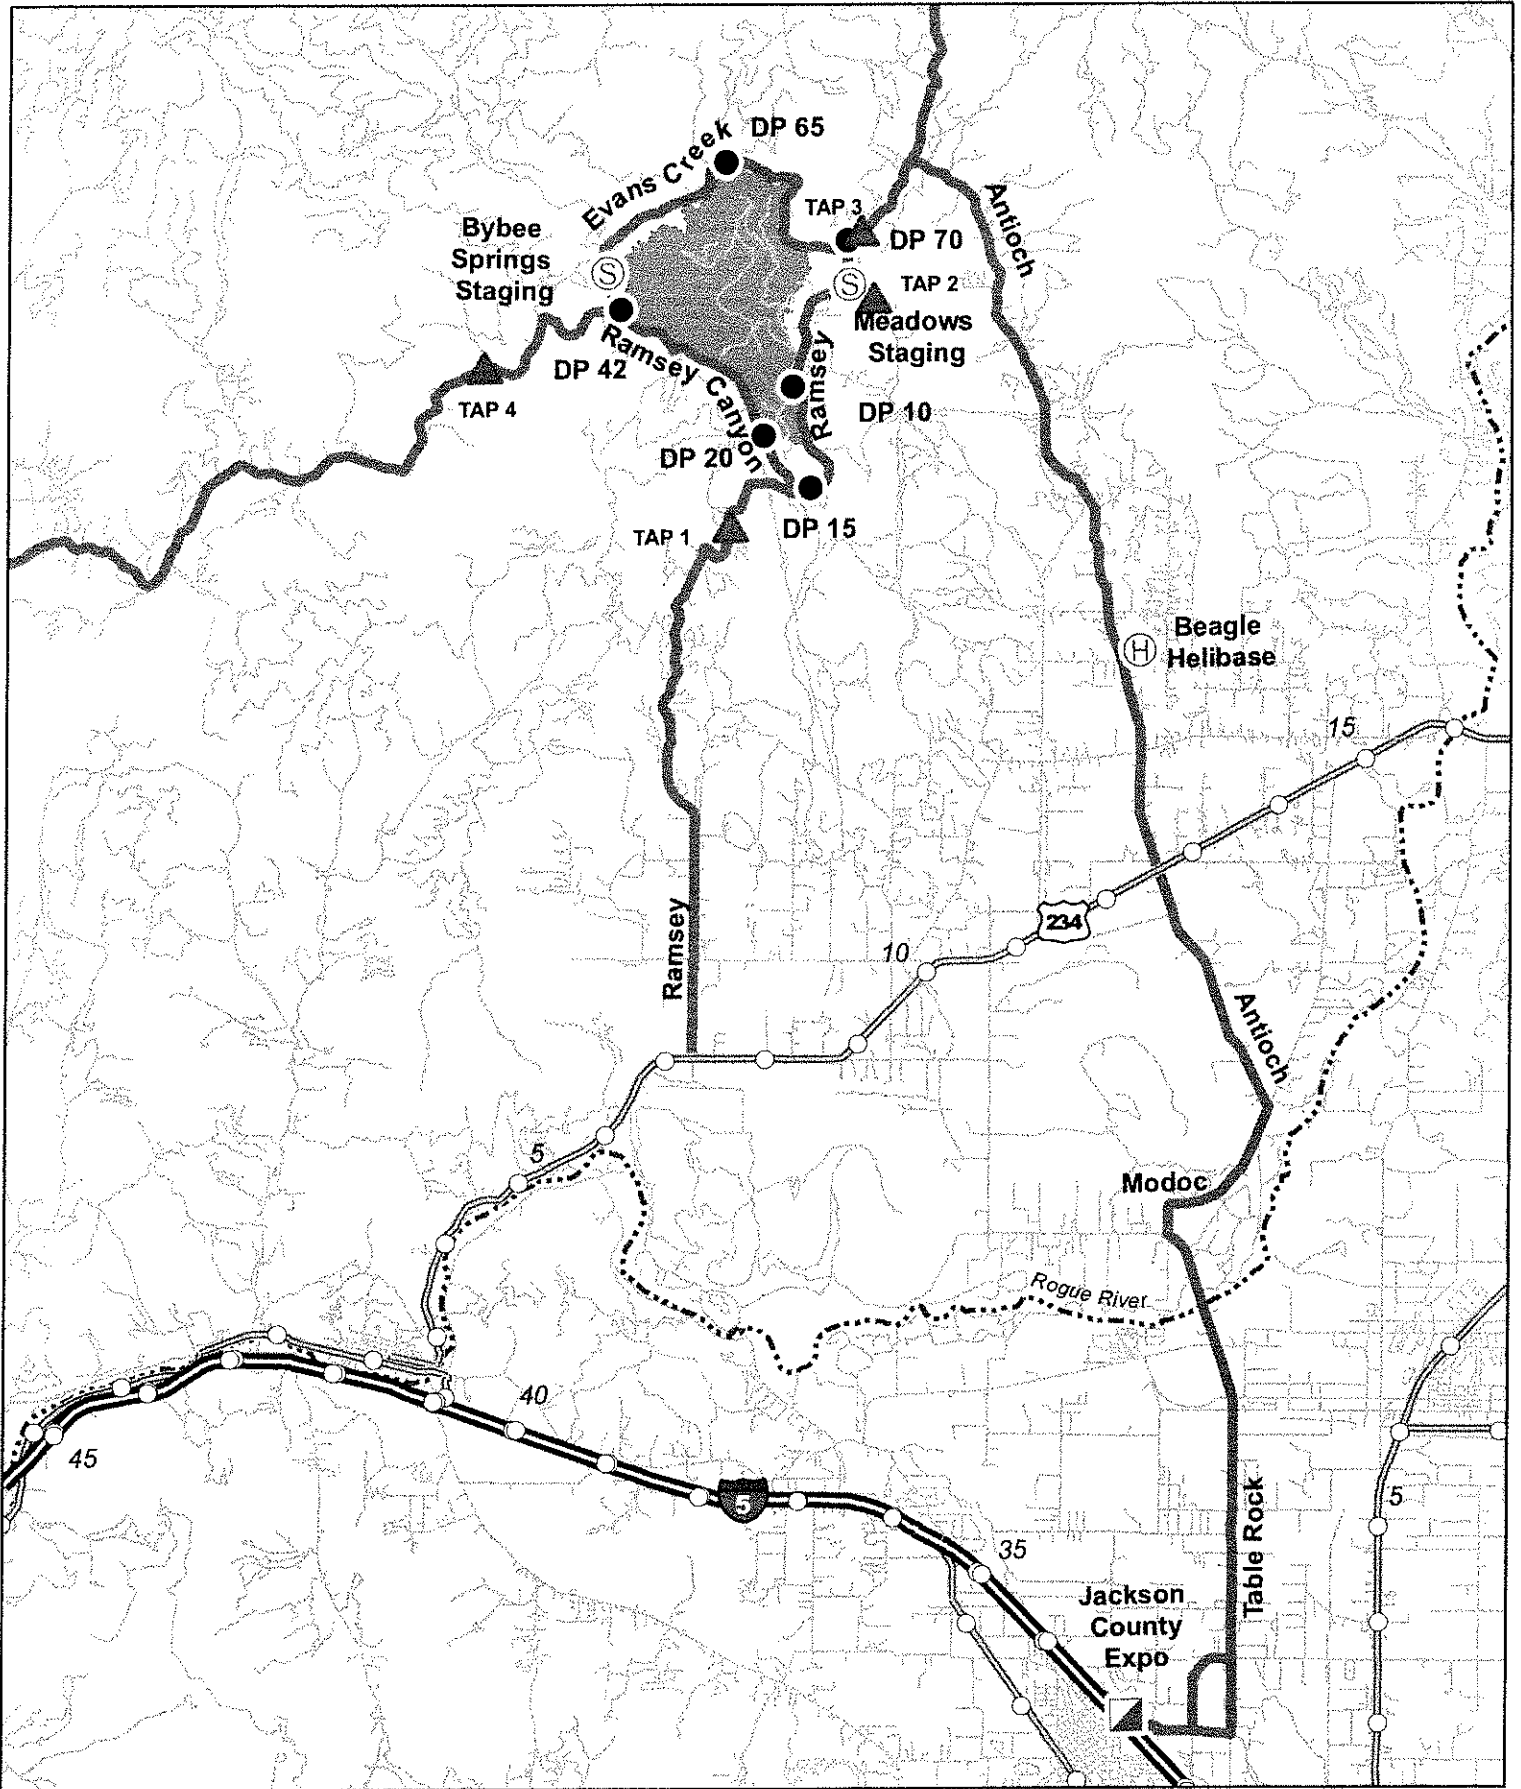 DP 65
Evans Creek
TAP 3
Antioch
Bybee
Springs
Staging
S
DP 70
S
TAP 2
Meadows
Staging
DP 42
Ramsey Canyon
Ramsey
TAP 4
DP 10
DP 20
DP 15
TAP 1
H
Beagle
Helibase
15
234
Ramsey
10
Antioch
5
Modoc
Rogue River
40
45
5
5
35
Table Rock
Jackson
County
Expo